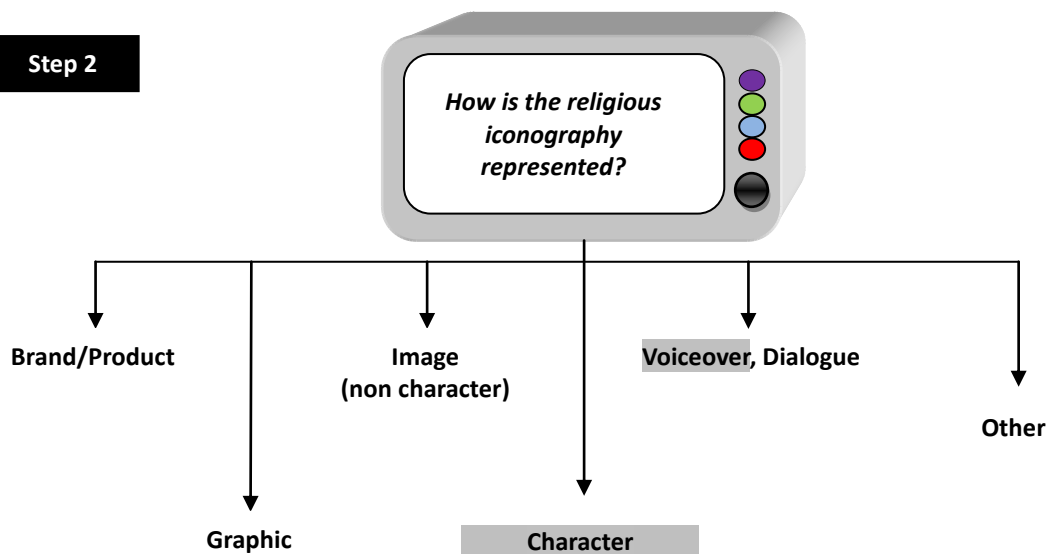 Step 2
How is the religious
iconography
represented?
Brand/Product
Image
(non character)
Voiceover, Dialogue
Other
Graphic
Character